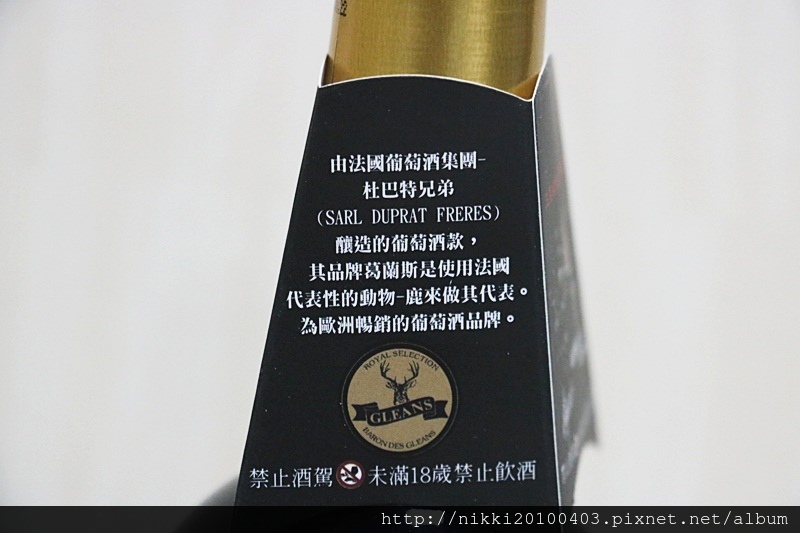 由法國葡萄酒集團-
杜巴特兄弟
(SARL DUPRAT FRERES)
釀造的葡萄酒款，
其品牌葛蘭斯是使用法國
代表性的動物-鹿來做其代表。
為歐洲暢銷的葡萄酒品牌。
ROYAL SELECTION
GLEANS
BARON DES GLEANS
禁止酒駕 未滿18歲禁止飲酒
http://nikki20100403.pixnet.net/album